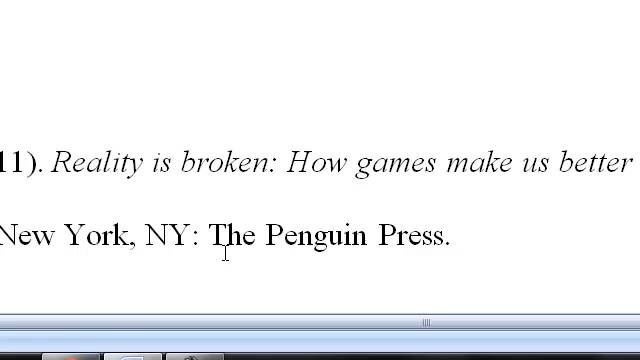 11). Reality is broken: How games make us better
New York, NY: The Penguin Press.